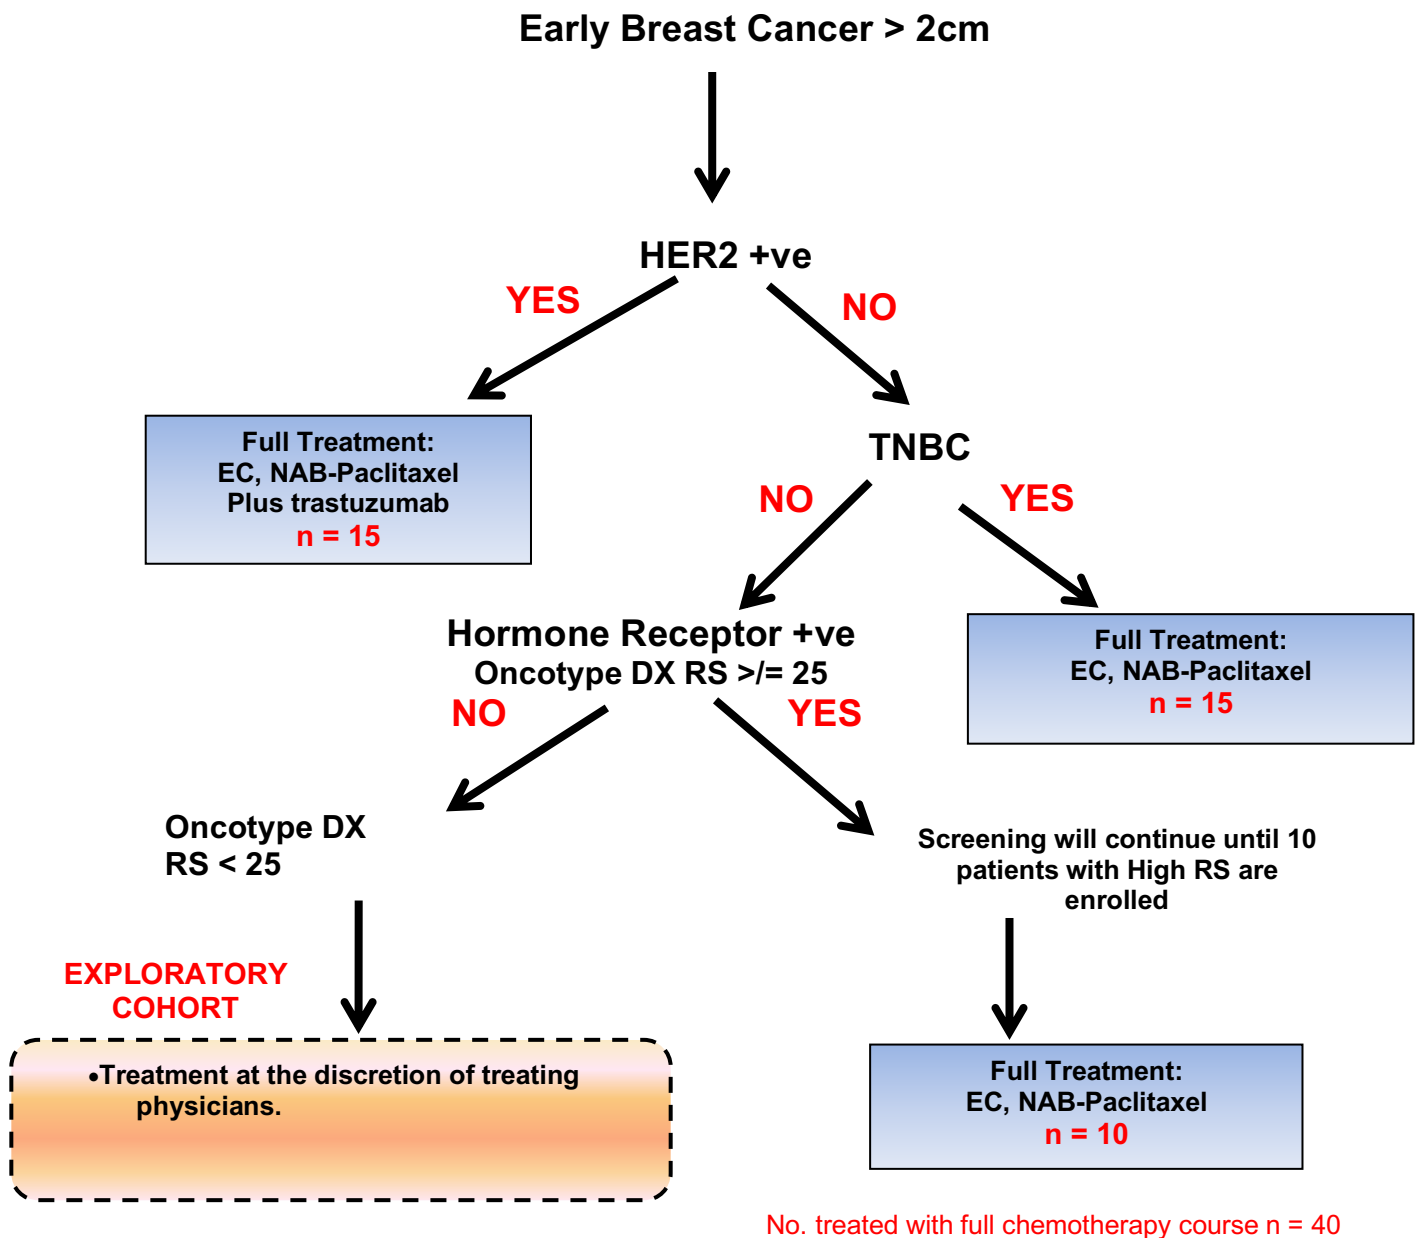 Early Breast Cancer > 2cm
HER2 +ve
YES
NO
Full Treatment:
EC, NAB-Paclitaxel
Plus trastuzumab
n = 15
TNBC
NO
YES
Hormone Receptor +ve
Oncotype DX RS >/= 25
Full Treatment:
EC, NAB-Paclitaxel
n = 15
NO
YES
Oncotype DX
RS < 25
Screening will continue until 10
patients with High RS are
enrolled
EXPLORATORY
COHORT
•Treatment at the discretion of treating
physicians.
Full Treatment:
EC, NAB-Paclitaxel
n = 10
No. treated with full chemotherapy course n = 40